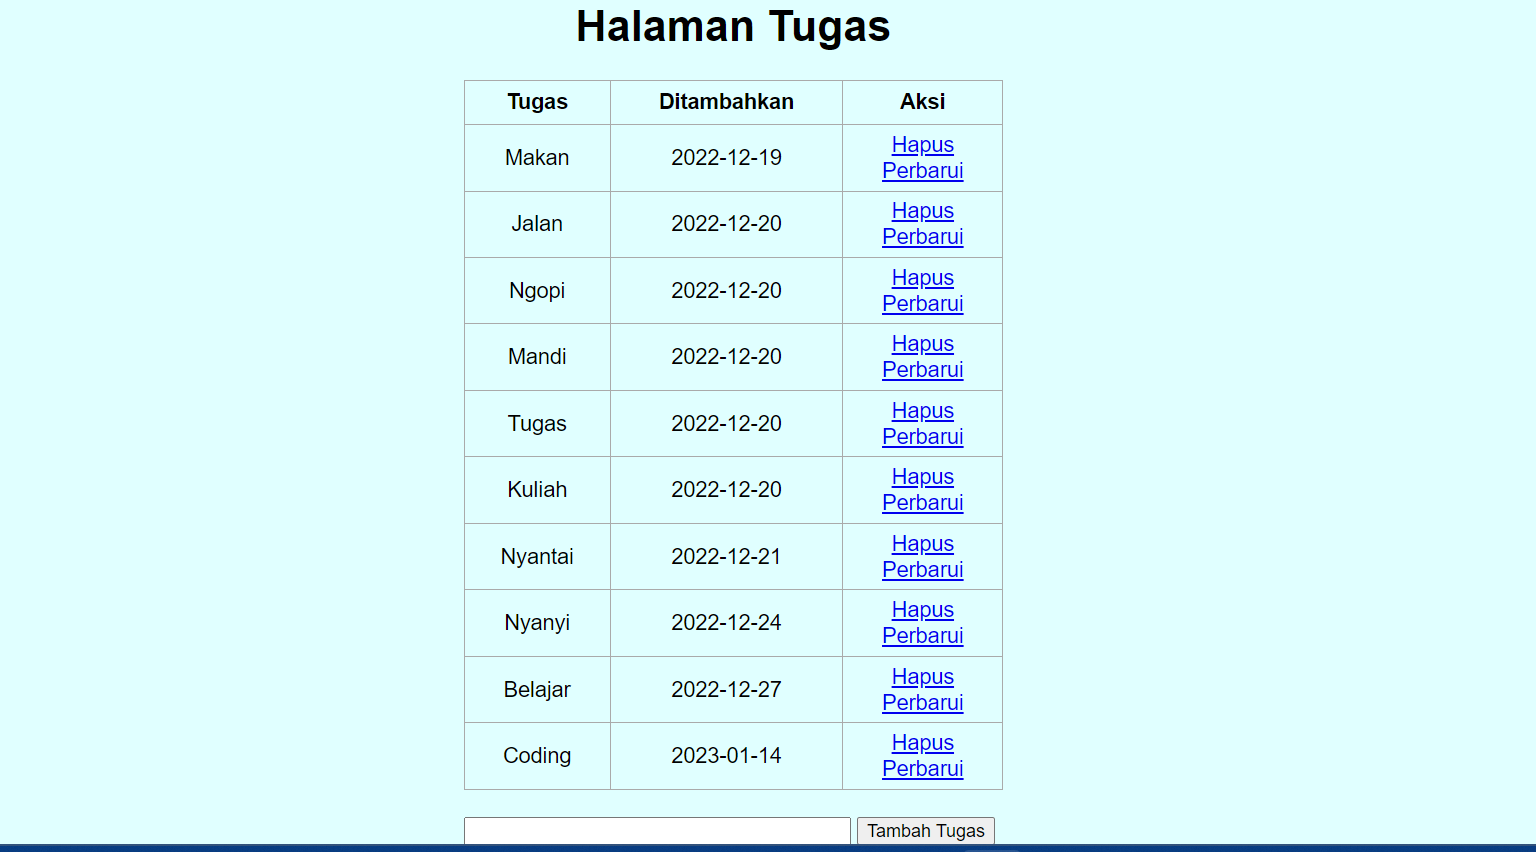 Halaman Tugas
Tugas Ditambahkan Aksi
Makan 2022-12-19 Hapus
Perbarui
Jalan 2022-12-20 Hapus
Perbarui
Ngopi 2022-12-20 Hapus
Perbarui
Mandi 2022-12-20 Hapus
Perbarui
Tugas 2022-12-20 Hapus
Perbarui
Kuliah 2022-12-20 Hapus
Perbarui
Nyantai 2022-12-21 Hapus
Perbarui
Nyanyi 2022-12-24 Hapus
Perbarui
Belajar 2022-12-27 Hapus
Perbarui
Coding 2023-01-14 Hapus
Perbarui
Tambah Tugas